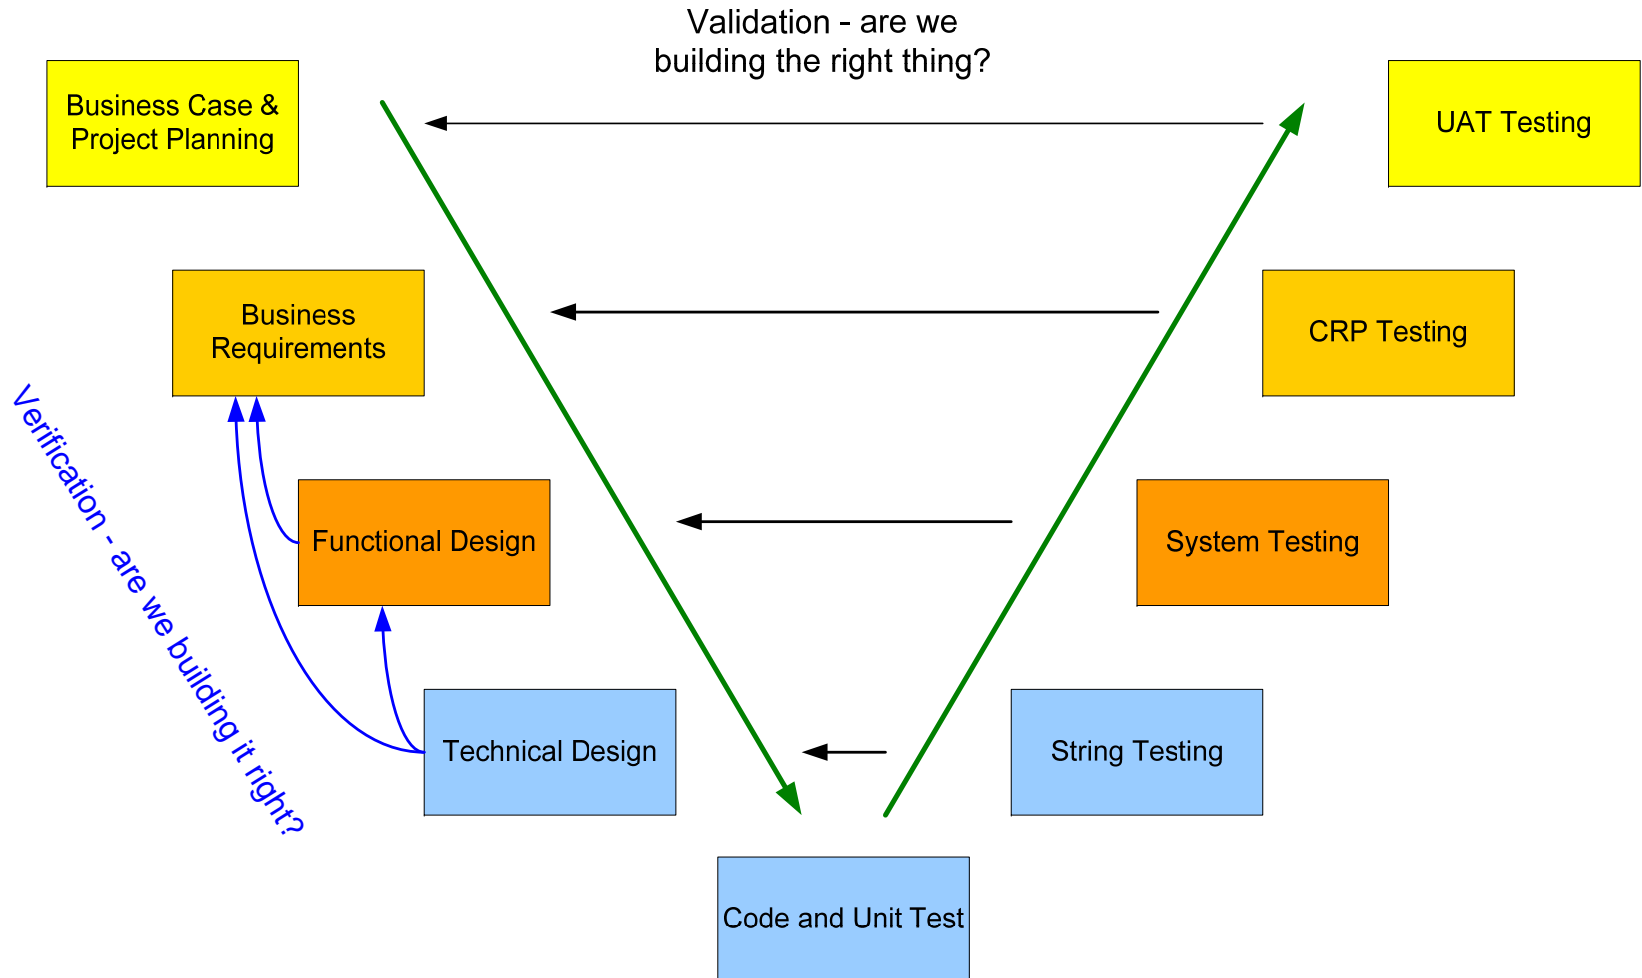 Validation - are we
building the right thing?
Business Case &
Project Planning
UAT Testing
Business
Requirements
CRP Testing
Verification - are we building it right?
Functional Design
System Testing
Technical Design
String Testing
Code and Unit Test